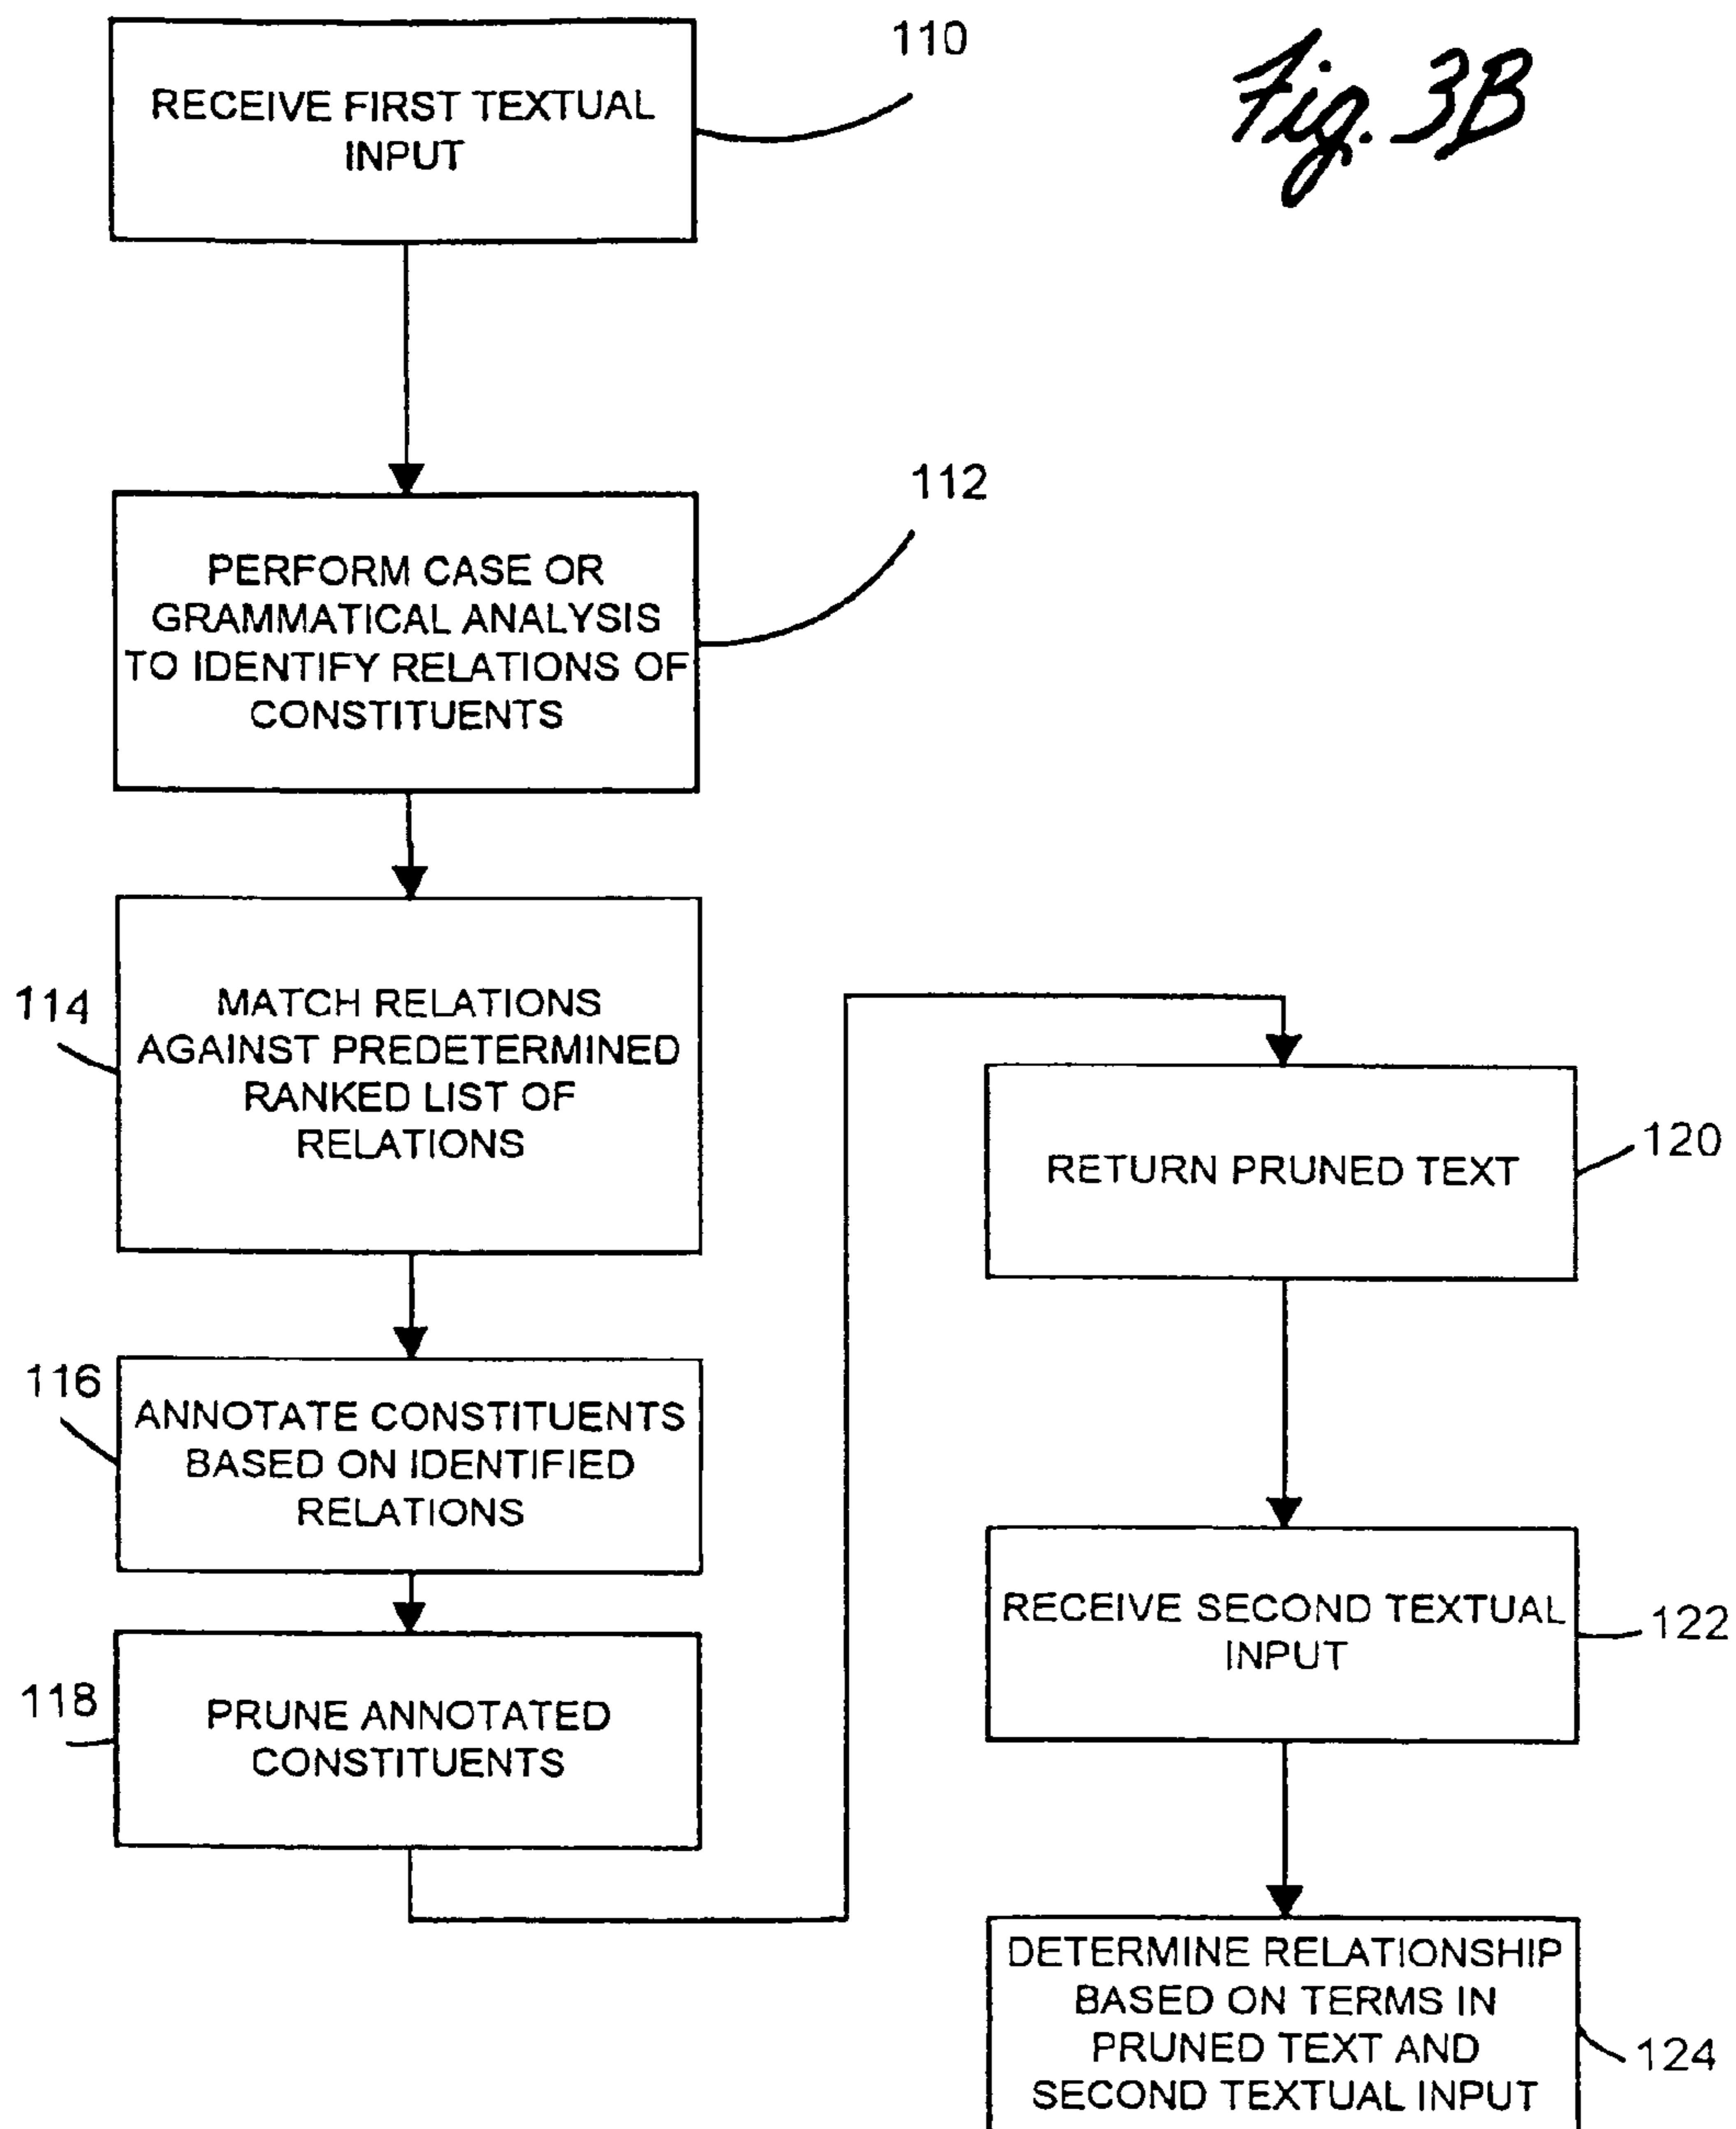 Fig. 3B
110
RECEIVE FIRST TEXTUAL
INPUT
112
PERFORM CASE OR
GRAMMATICAL ANALYSIS
TO IDENTIFY RELATIONS OF
CONSTITUENTS
114
MATCH RELATIONS
AGAINST PREDETERMINED
RANKED LIST OF
RELATIONS
116
ANNOTATE CONSTITUENTS
BASED ON IDENTIFIED
RELATIONS
118
PRUNE ANNOTATED
CONSTITUENTS
RETURN PRUNED TEXT
120
RECEIVE SECOND TEXTUAL
INPUT
122
DETERMINE RELATIONSHIP
BASED ON TERMS IN
PRUNED TEXT AND
SECOND TEXTUAL INPUT
124